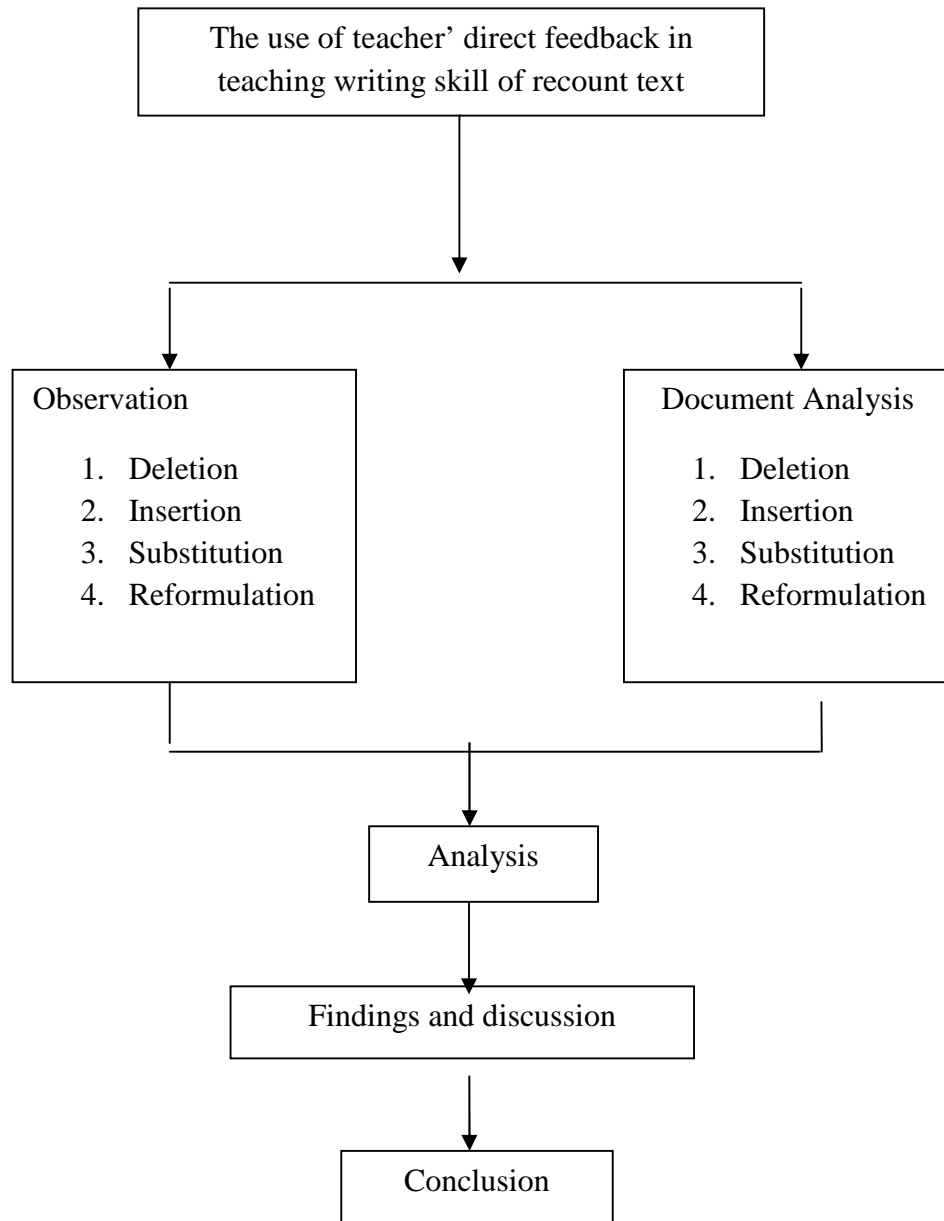 The use of teacher’ direct feedback in
teaching writing skill of recount text
Observation
1. Deletion
2. Insertion
3. Substitution
4. Reformulation
Document Analysis
1. Deletion
2. Insertion
3. Substitution
4. Reformulation
Analysis
Findings and discussion
Conclusion